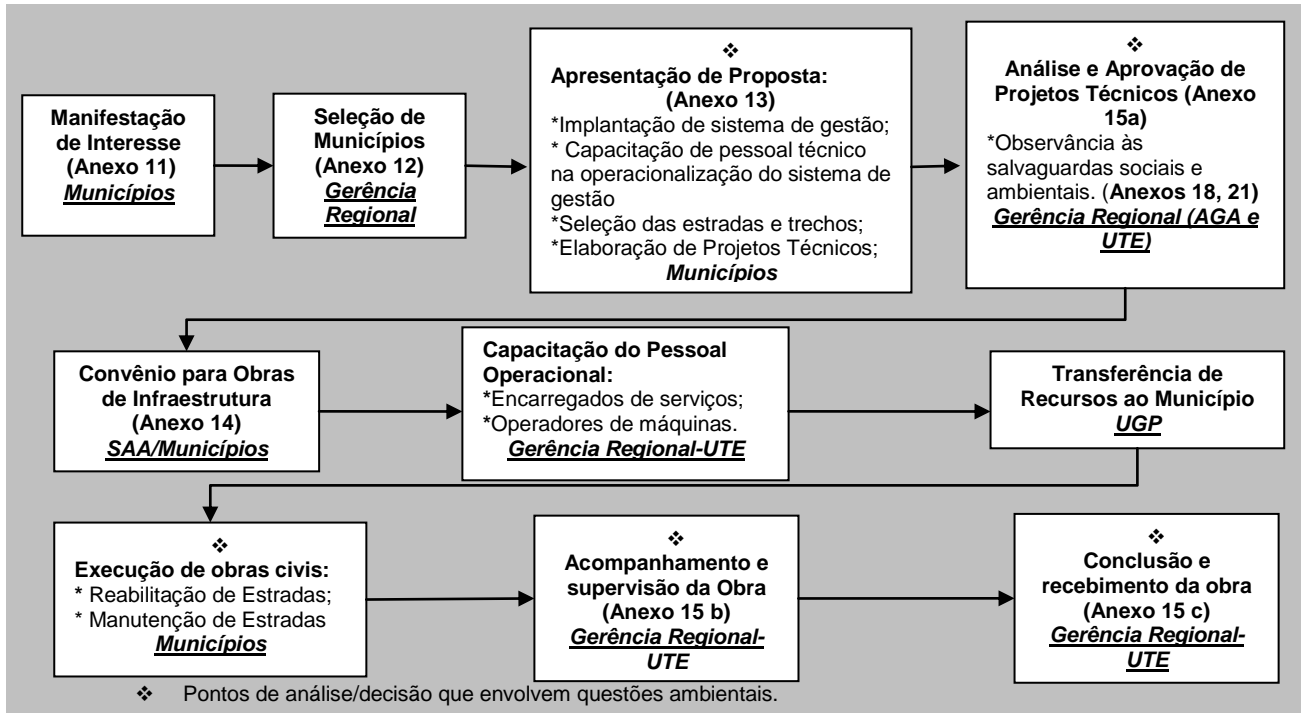 Manifestação
de Interesse
(Anexo 11)
Municípios
Seleção de
Municípios
(Anexo 12)
Gerência
Regional
❖
Apresentação de Proposta:
(Anexo 13)
*Implantação de sistema de gestão;
* Capacitação de pessoal técnico
na operacionalização do sistema de
gestão
*Seleção das estradas e trechos;
*Elaboração de Projetos Técnicos;
Municípios
❖
Análise e Aprovação de
Projetos Técnicos (Anexo
15a)
*Observância às
salvaguardas sociais e
ambientais. (Anexos 18, 21)
Gerência Regional (AGA e
UTE)
Convênio para Obras
de Infraestrutura
(Anexo 14)
SAA/Municípios
Capacitação do Pessoal
Operacional:
*Encarregados de serviços;
*Operadores de máquinas.
Gerência Regional-UTE
Transferência de
Recursos ao Município
UGP
❖
Execução de obras civis:
* Reabilitação de Estradas;
* Manutenção de Estradas
Municípios
❖
Acompanhamento e
supervisão da Obra
(Anexo 15 b)
Gerência Regional-
UTE
❖
Conclusão e
recebimento da obra
(Anexo 15 c)
Gerência Regional-
UTE
❖ Pontos de análise/decisão que envolvem questões ambientais.